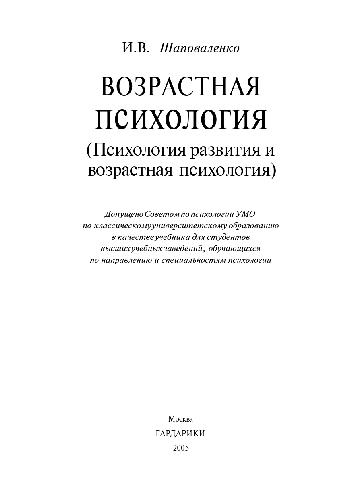 И.В. Шаповаленко
ВОЗРАСТНАЯ
ПСИХОЛОГИЯ
(Психология развития и
возрастная психология)
Допущено Советом по психологии УМО
по классическому университетскому образованию
в качестве учебника для студентов
высших учебных заведений, обучающихся
по направлению и специальностям психологии
Москва
ГАРДАРИКИ
2005